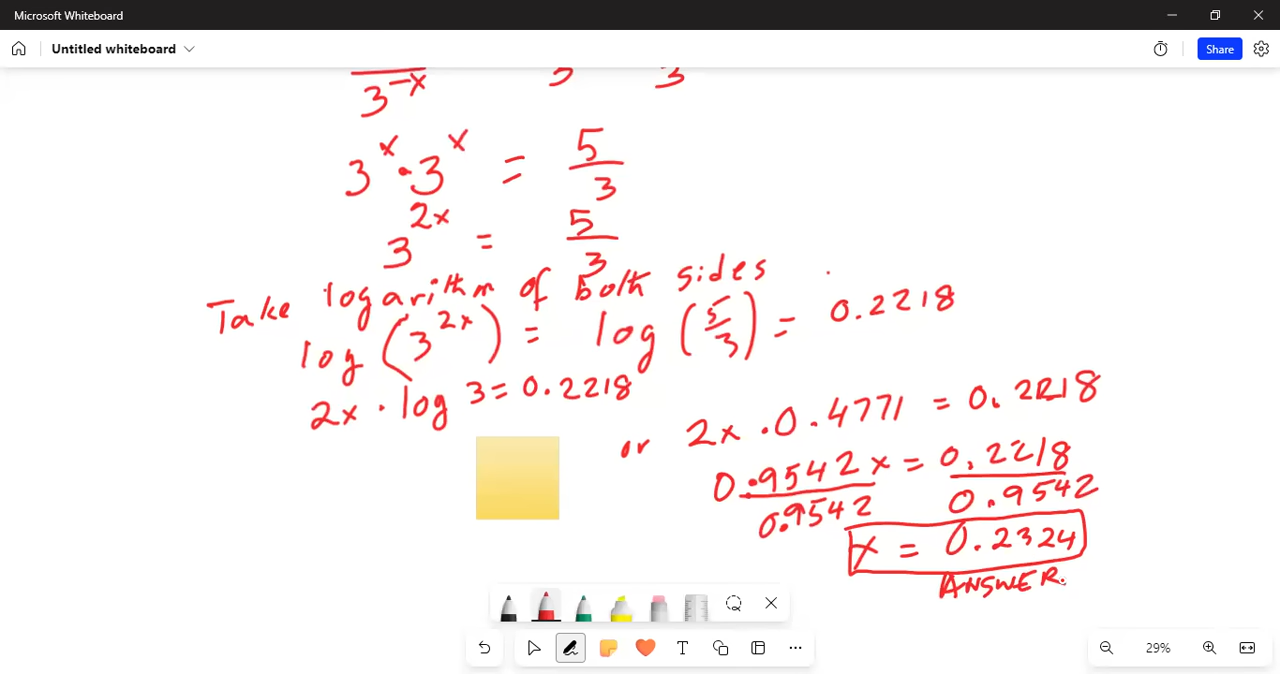 Microsoft Whiteboard
Untitled whiteboard
Share
3^{-x} 3 3
3^x · 3^x = 5/3
3^{2x} = 5/3
Take logarithm of both sides
log (3^{2x}) = log (5/3) = 0.2218
2x · log 3 = 0.2218
or 2x · 0.4771 = 0.2218
0.9542x = 0.2218
0.9542 0.9542
x = 0.2324
ANSWER
29%